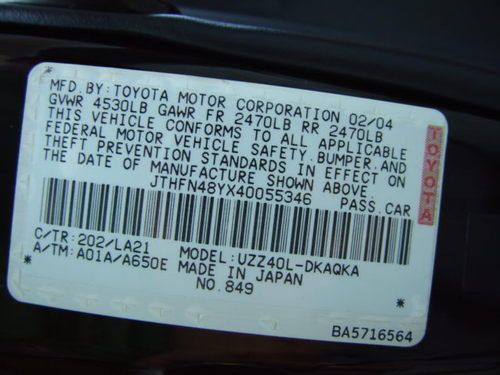 MFD. BY: TOYOTA MOTOR CORPORATION 02/04
GVWR 4530LB GAWR FR 2470LB RR 2470LB
THIS VEHICLE CONFORMS TO ALL APPLICABLE
FEDERAL MOTOR VEHICLE SAFETY, BUMPER, AND
THEFT PREVENTION STANDARDS IN EFFECT ON
THE DATE OF MANUFACTURE SHOWN ABOVE.
JTHFN48YX40055346 PASS. CAR
TOYOTA
C/TR: 202/LA21 MODEL: UZZ40L-DKAQKA
A/TM: A01A/A650E MADE IN JAPAN
* NO. 849 *
BA5716564